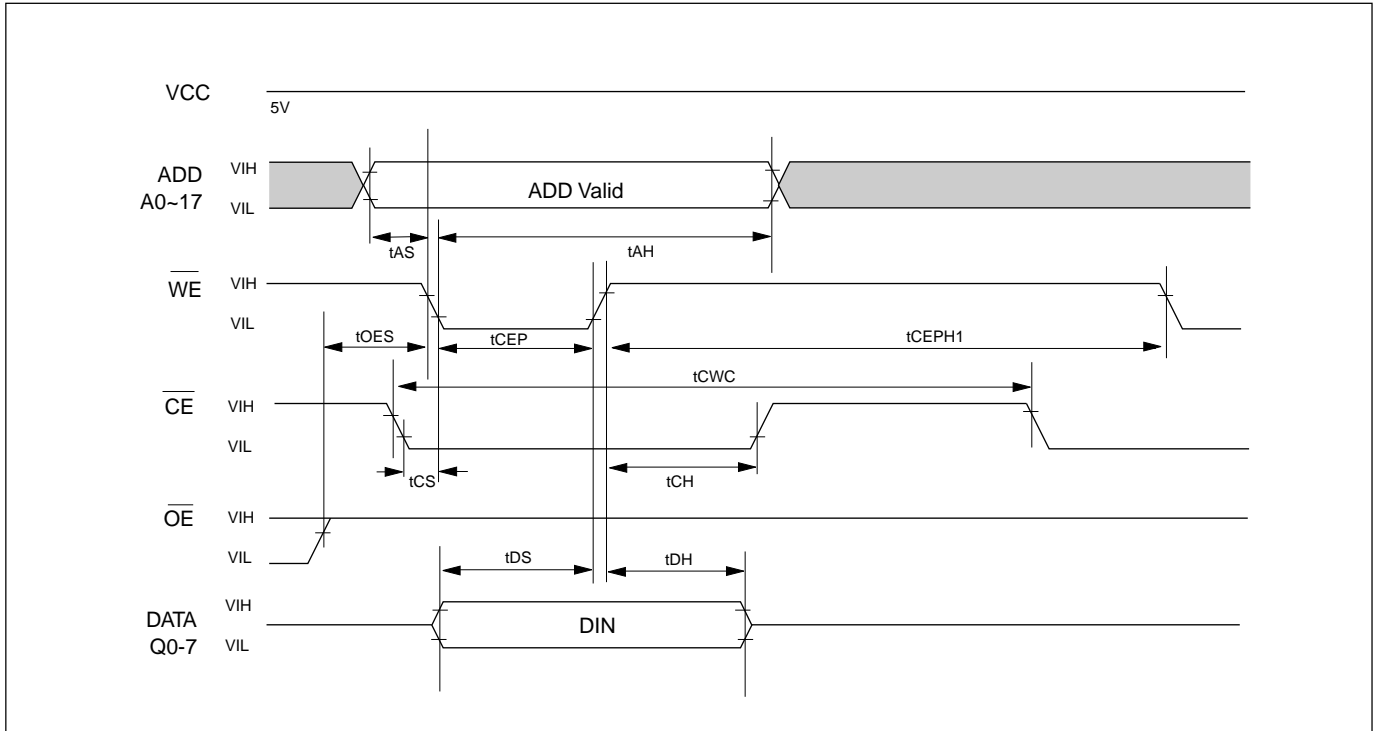 VCC
5V
ADD
A0~17
VIH
VIL
ADD Valid
tAS
tAH
WE
VIH
VIL
tOES
tCEP
tCEPH1
tCWC
CE
VIH
VIL
tCS
tCH
OE
VIH
VIL
tDS
tDH
DATA
Q0-7
VIH
VIL
DIN